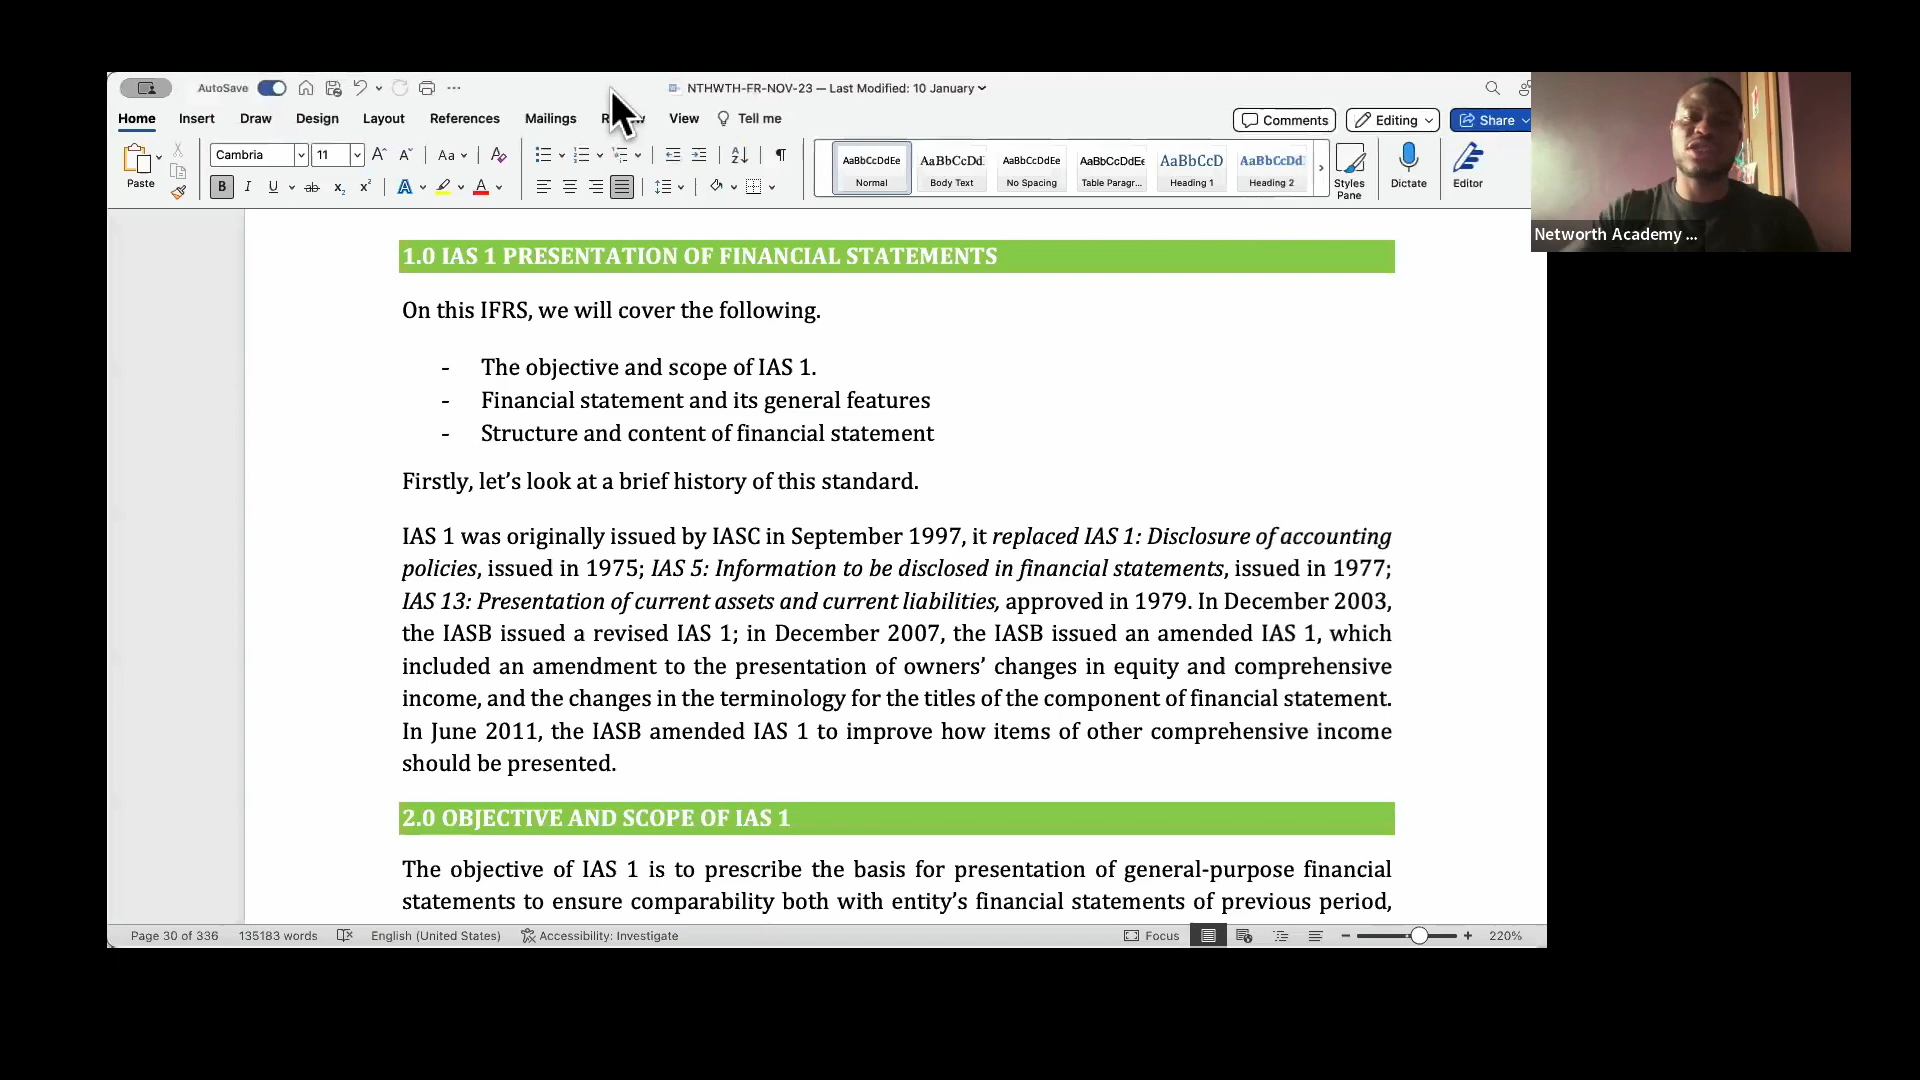 AutoSave
NTHWTH-FR-NOV-23 — Last Modified: 10 January
Home Insert Draw Design Layout References Mailings View Tell me
Comments Editing Share
Paste
Cambria 11
Aa
B I U ab x₂ x² A A
AaBbCcDdEe AaBbCcDd AaBbCcDdEe AaBbCcDdEe AaBbCcD AaBbCcDd
Normal Body Text No Spacing Table Paragr... Heading 1 Heading 2
Styles Pane
Dictate
Editor
Networth Academy ...
1.0 IAS 1 PRESENTATION OF FINANCIAL STATEMENTS
On this IFRS, we will cover the following.
- The objective and scope of IAS 1.
- Financial statement and its general features
- Structure and content of financial statement
Firstly, let’s look at a brief history of this standard.
IAS 1 was originally issued by IASC in September 1997, it replaced IAS 1: Disclosure of accounting
policies, issued in 1975; IAS 5: Information to be disclosed in financial statements, issued in 1977;
IAS 13: Presentation of current assets and current liabilities, approved in 1979. In December 2003,
the IASB issued a revised IAS 1; in December 2007, the IASB issued an amended IAS 1, which
included an amendment to the presentation of owners’ changes in equity and comprehensive
income, and the changes in the terminology for the titles of the component of financial statement.
In June 2011, the IASB amended IAS 1 to improve how items of other comprehensive income
should be presented.
2.0 OBJECTIVE AND SCOPE OF IAS 1
The objective of IAS 1 is to prescribe the basis for presentation of general-purpose financial
statements to ensure comparability both with entity’s financial statements of previous period,
Page 30 of 336 135183 words English (United States) Accessibility: Investigate Focus 220%